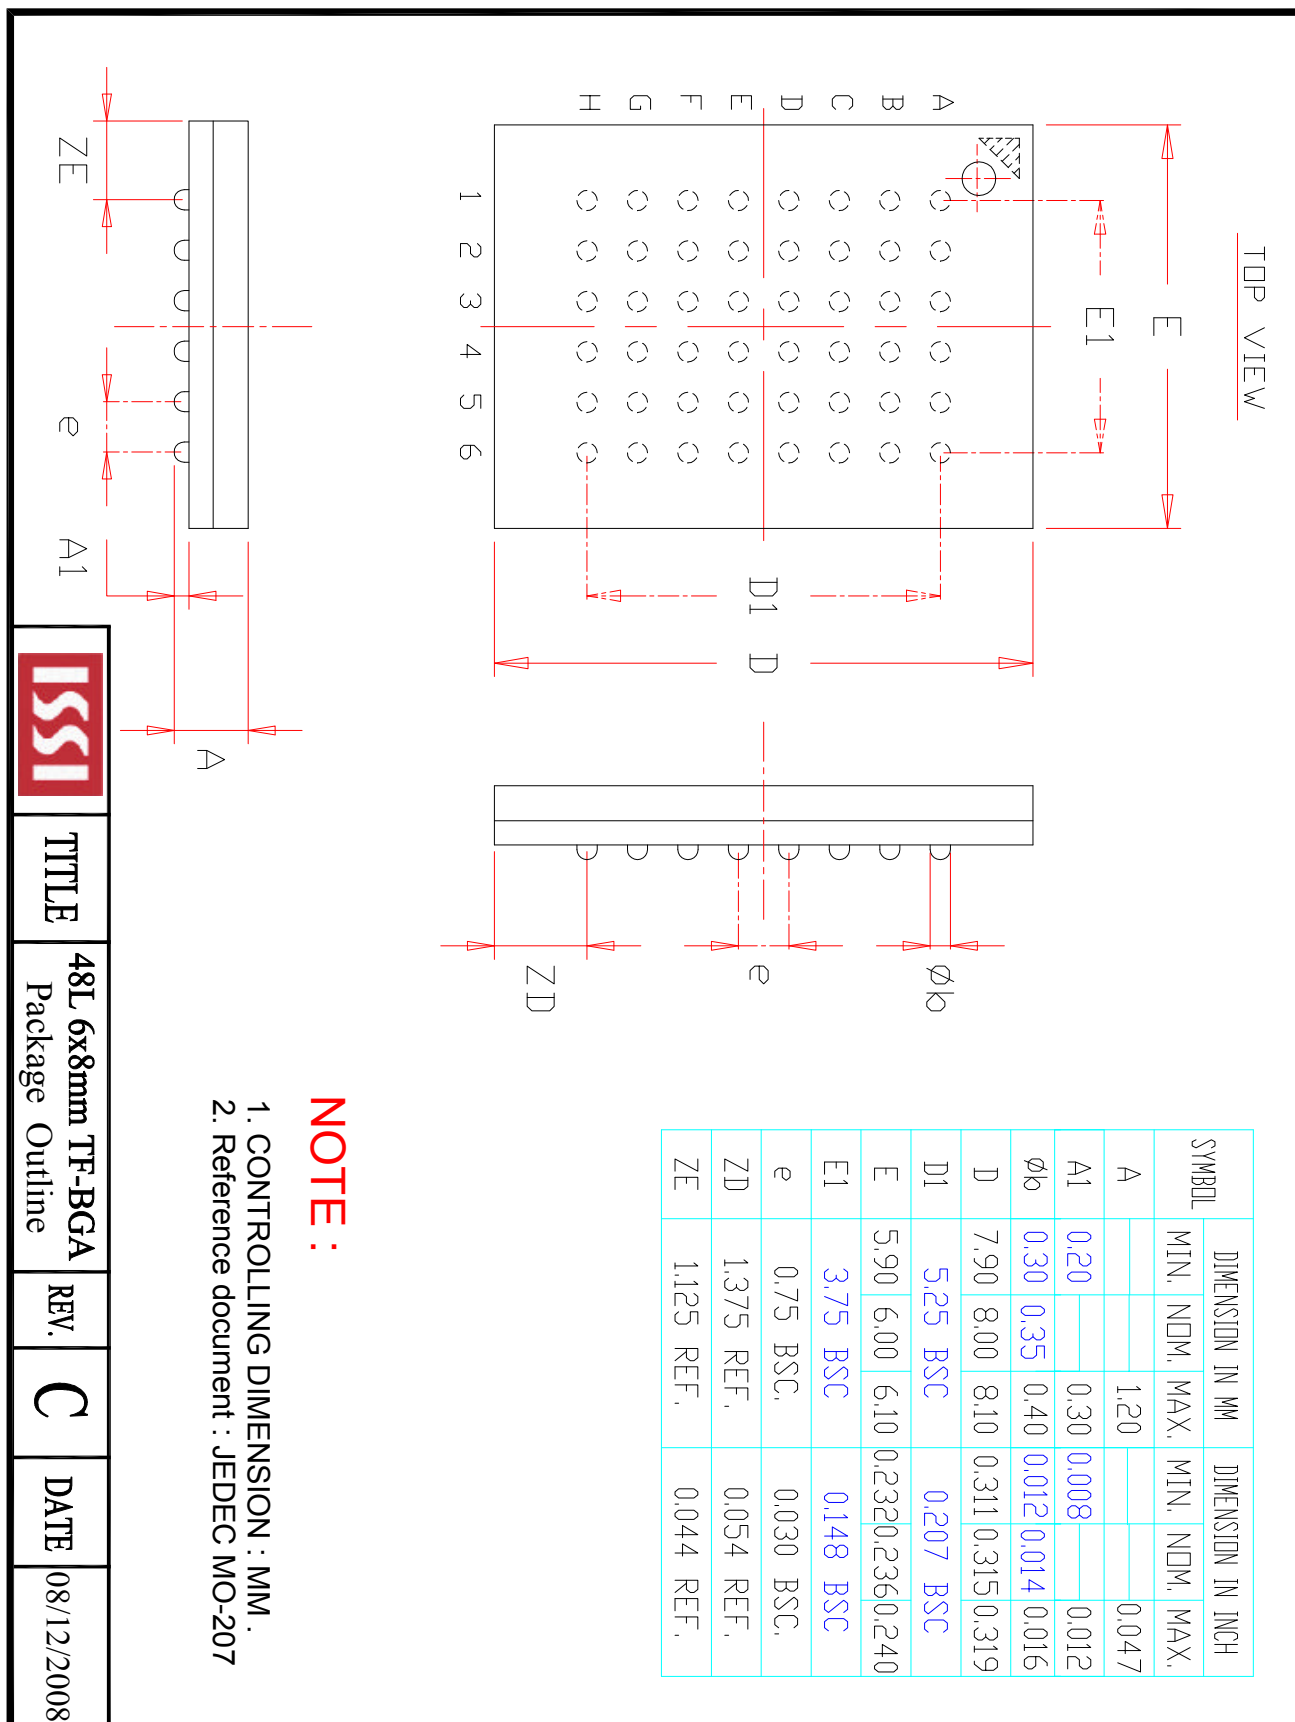 TOP VIEW
A
B
C
D
E
F
G
H
1
2
3
4
5
6
E
E1
D1
D
ZE
e
A1
A
Øb
e
ZD
SYMBOL DIMENSION IN MM DIMENSION IN INCH
MIN. NOM. MAX. MIN. NOM. MAX.
A 1.20 0.047
A1 0.20 0.30 0.008 0.012
Øb 0.30 0.35 0.40 0.012 0.014 0.016
D 7.90 8.00 8.10 0.311 0.315 0.319
D1 5.25 BSC 0.207 BSC
E 5.90 6.00 6.10 0.232 0.236 0.240
E1 3.75 BSC 0.148 BSC
e 0.75 BSC. 0.030 BSC.
ZD 1.375 REF. 0.054 REF.
ZE 1.125 REF. 0.044 REF.
NOTE :
1. CONTROLLING DIMENSION : MM .
2. Reference document : JEDEC MO-207
ISSI
TITLE
48L 6x8mm TF-BGA
Package Outline
REV.
C
DATE
08/12/2008